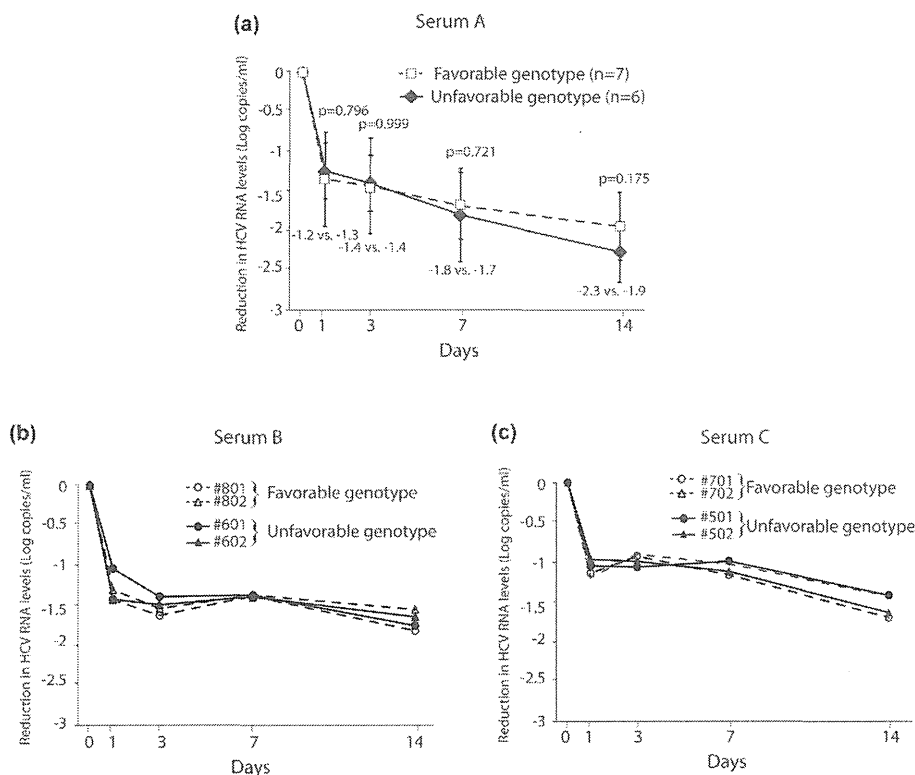 (a)
Serum A
Favorable genotype (n=7)
Unfavorable genotype (n=6)
Reduction in HCV RNA levels (Log copies/ml)
0
-0.5
-1
-1.5
-2
-2.5
-3
p=0.796
p=0.999
p=0.721
p=0.175
-1.2 vs. -1.3
-1.4 vs. -1.4
-1.8 vs. -1.7
-2.3 vs. -1.9
0 1 3 7 14
Days
(b)
Serum B
#801
#802
Favorable genotype
#601
#602
Unfavorable genotype
Reduction in HCV RNA levels (Log copies/ml)
0
-0.5
-1
-1.5
-2
-2.5
-3
0 1 3 7 14
Days
(c)
Serum C
#701
#702
Favorable genotype
#501
#502
Unfavorable genotype
Reduction in HCV RNA levels (Log copies/ml)
0
-0.5
-1
-1.5
-2
-2.5
-3
0 1 3 7 14
Days